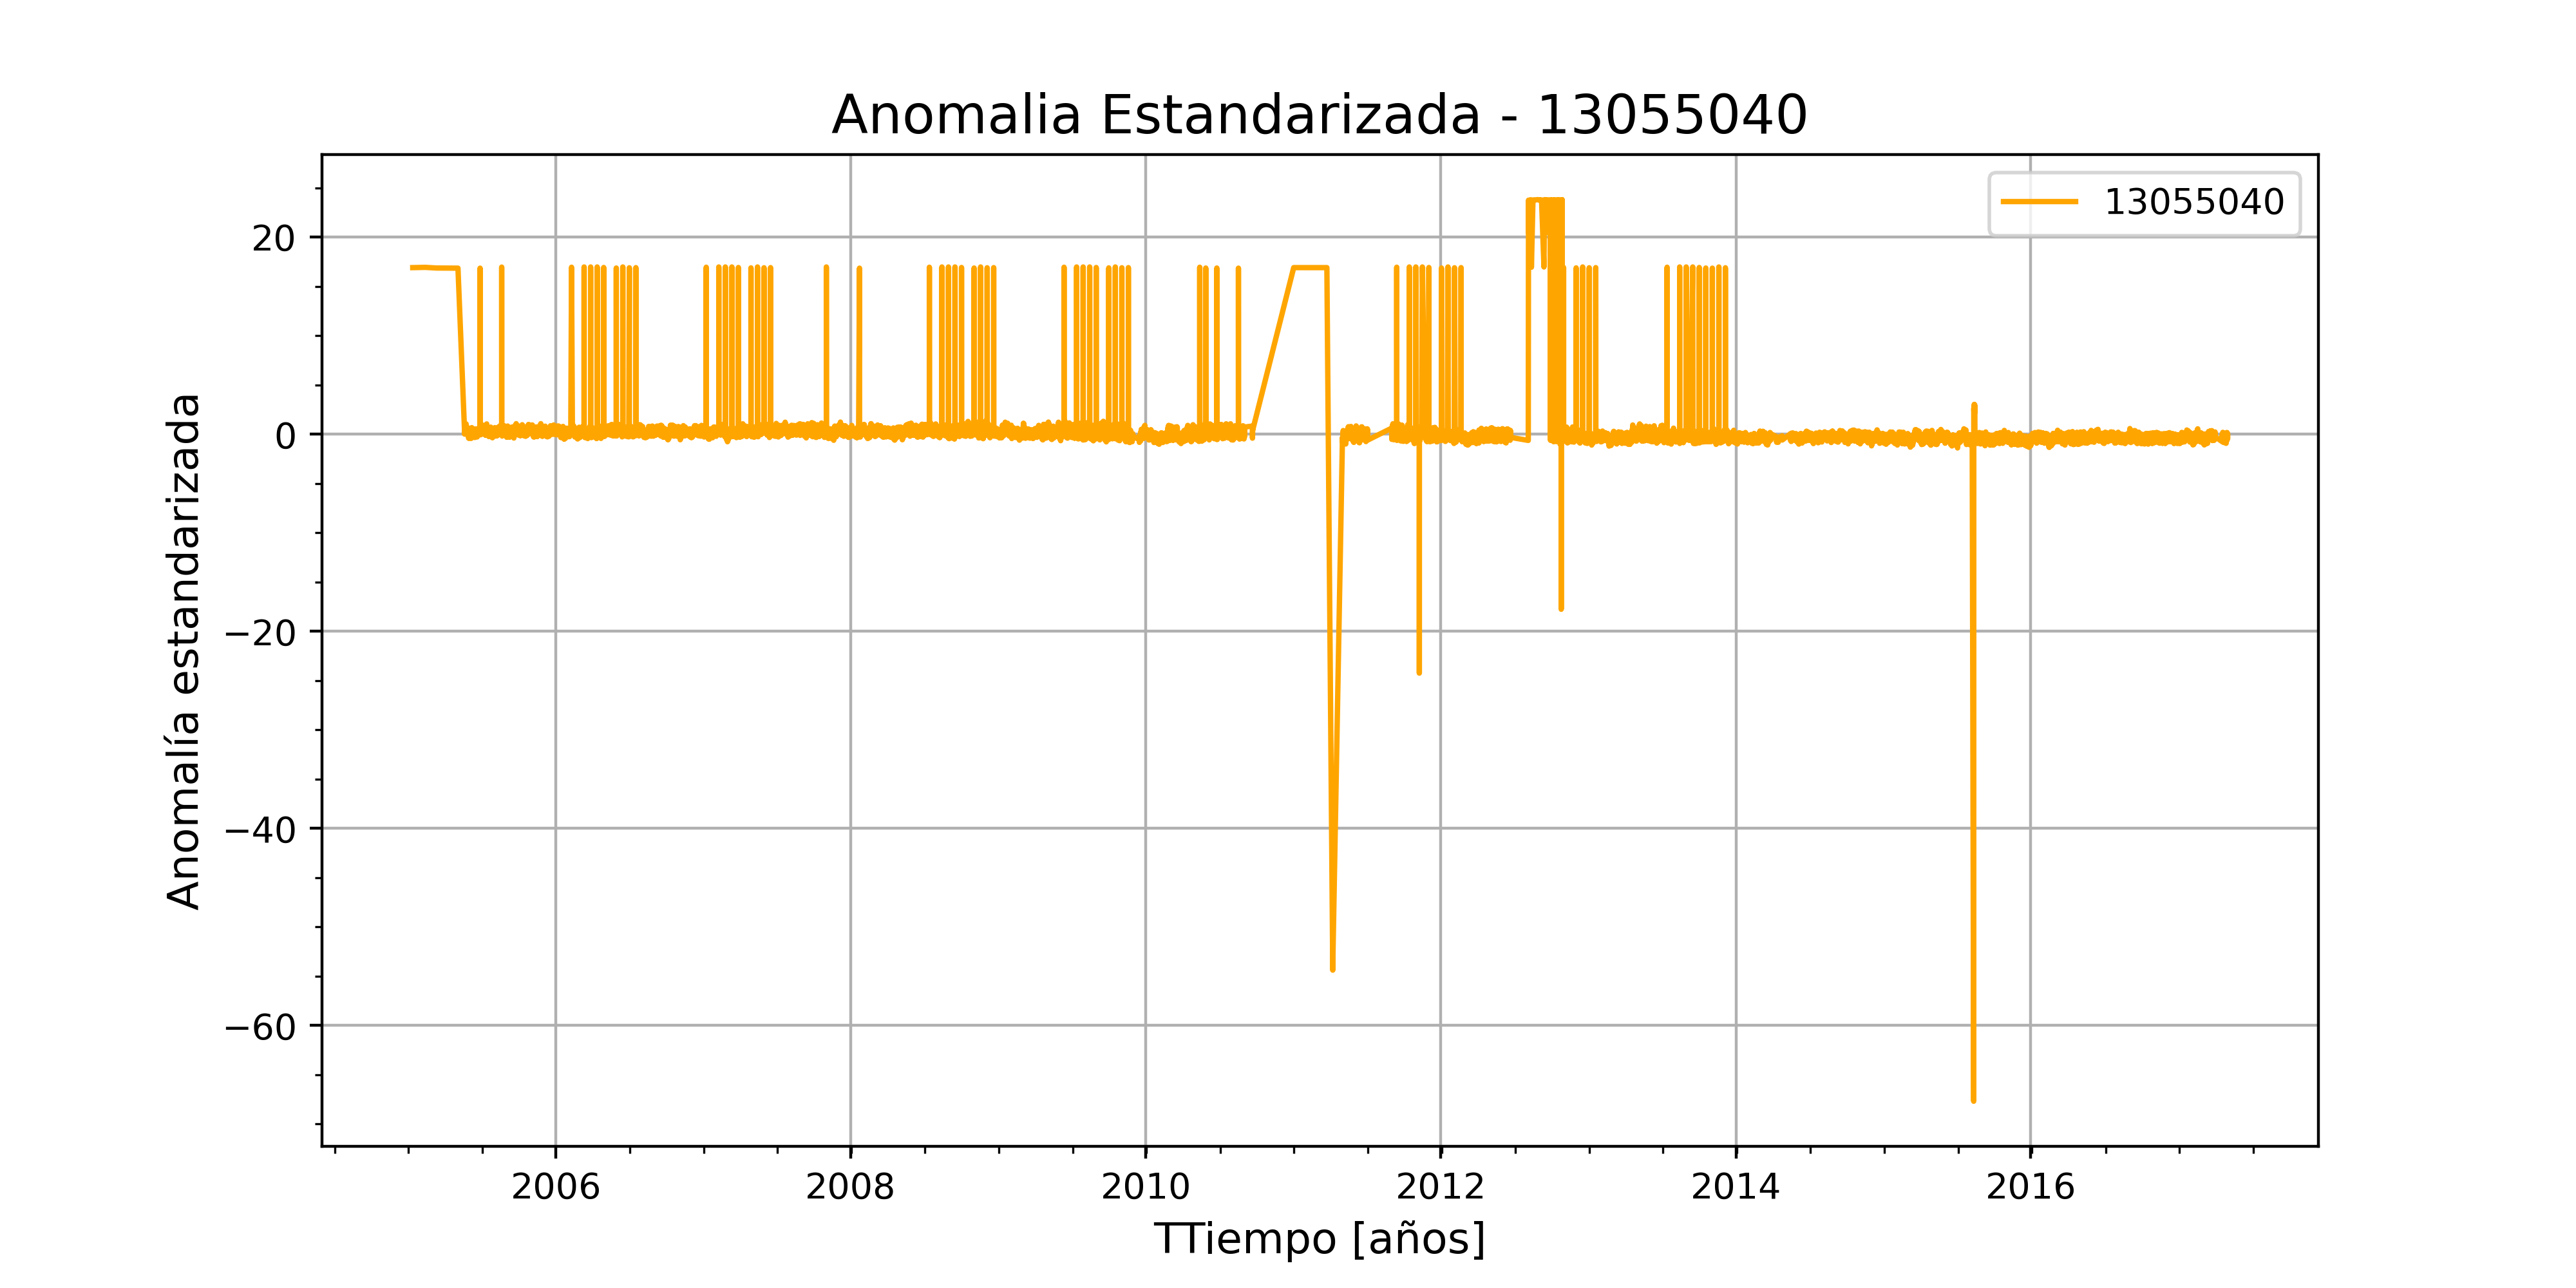 Anomalia Estandarizada - 13055040
13055040
Anomalía estandarizada
20
0
−20
−40
−60
2006 2008 2010 2012 2014 2016
TTiempo [años]